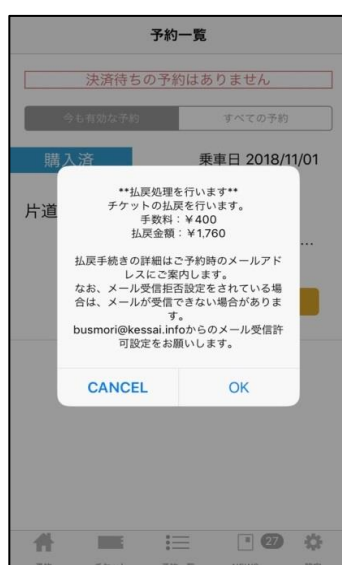 予約一覧
決済待ちの予約はありません
今も有効な予約
すべての予約
購入済
乗車日 2018/11/01
片道
**払戻処理を行います**
チケットの払戻を行います。
手数料：￥400
払戻金額：￥1,760
…
払戻手続きの詳細はご予約時のメールアド
レスにご案内します。
なお、メール受信拒否設定をされている場
合は、メールが受信できない場合がありま
す。
busmori@kessai.infoからのメール受信許
可設定をお願いします。
CANCEL
OK
27